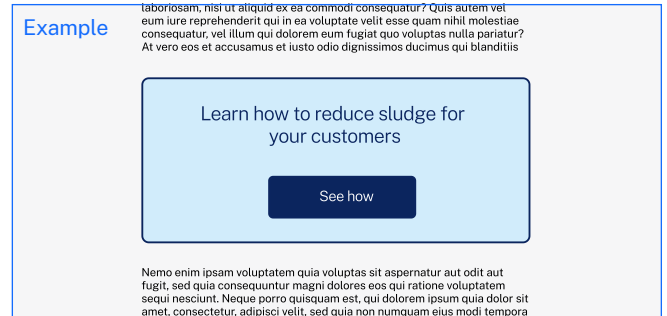 Example
laboriosam, nisi ut aliquid ex ea commodi consequatur? Quis autem vel
eum iure reprehenderit qui in ea voluptate velit esse quam nihil molestiae
consequatur, vel illum qui dolorem eum fugiat quo voluptas nulla pariatur?
At vero eos et accusamus et iusto odio dignissimos ducimus qui blanditiis
Learn how to reduce sludge for
your customers
See how
Nemo enim ipsam voluptatem quia voluptas sit aspernatur aut odit aut
fugit, sed quia consequuntur magni dolores eos qui ratione voluptatem
sequi nesciunt. Neque porro quisquam est, qui dolorem ipsum quia dolor sit
amet, consectetur, adipisci velit, sed quia non numquam eius modi tempora